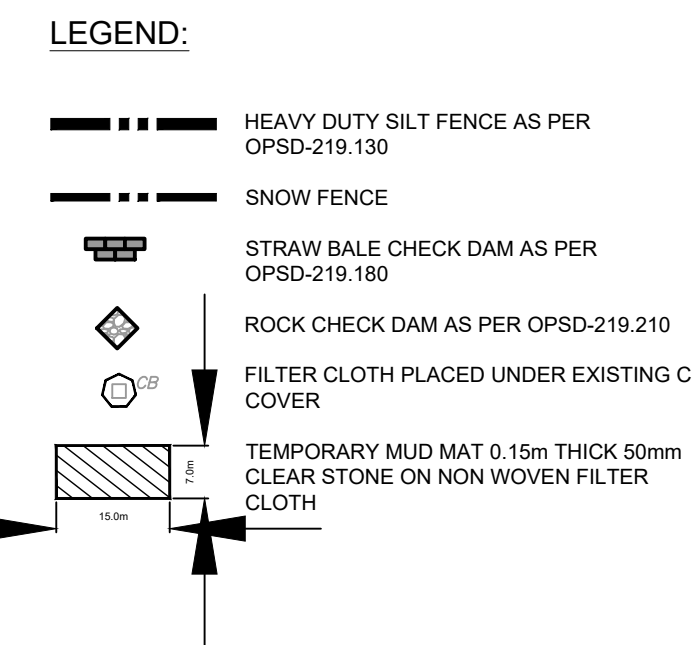 LEGEND:
HEAVY DUTY SILT FENCE AS PER
OPSD-219.130
SNOW FENCE
STRAW BALE CHECK DAM AS PER
OPSD-219.180
ROCK CHECK DAM AS PER OPSD-219.210
CB
FILTER CLOTH PLACED UNDER EXISTING C
COVER
TEMPORARY MUD MAT 0.15m THICK 50mm
CLEAR STONE ON NON WOVEN FILTER
CLOTH
7.0m
15.0m